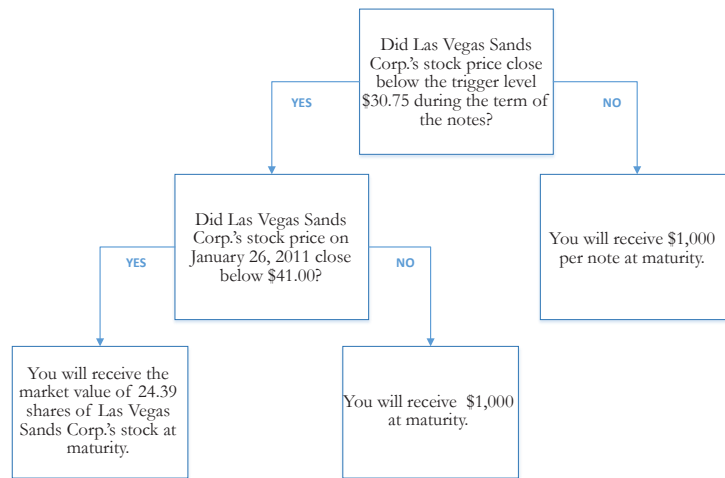 Did Las Vegas Sands
Corp.'s stock price close
below the trigger level
$30.75 during the term of
the notes?
YES
NO
Did Las Vegas Sands
Corp.'s stock price on
January 26, 2011 close
below $41.00?
You will receive $1,000
per note at maturity.
YES
NO
You will receive the
market value of 24.39
shares of Las Vegas
Sands Corp.'s stock at
maturity.
You will receive $1,000
at maturity.